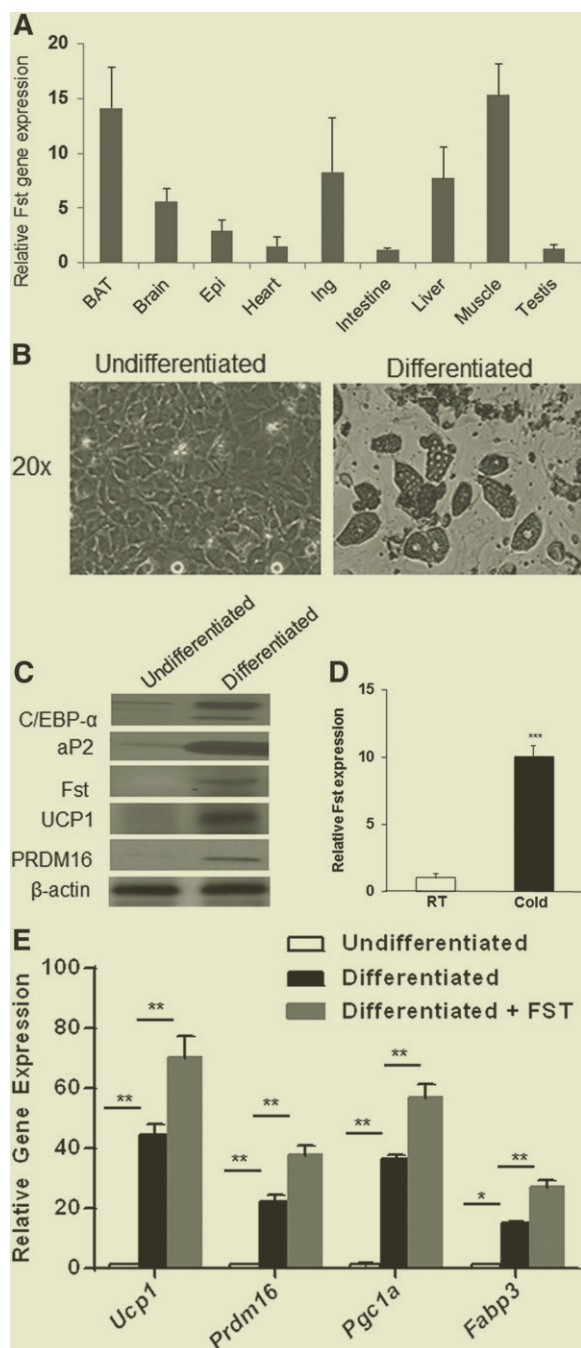 A
Relative Fst gene expression
20
15
10
5
0
BAT
Brain
Epi
Heart
Ing
Intestine
Liver
Muscle
Testis
B
Undifferentiated
Differentiated
20x
C
Undifferentiated
Differentiated
C/EBP-α
aP2
Fst
UCP1
PRDM16
β-actin
D
Relative Fst expression
15
10
5
0
***
RT
Cold
E
Undifferentiated
Differentiated
Differentiated + FST
Relative Gene Expression
100
80
60
40
20
0
** **
** **
** **
* **
Ucp1
Prdm16
Pgc1a
Fabp3